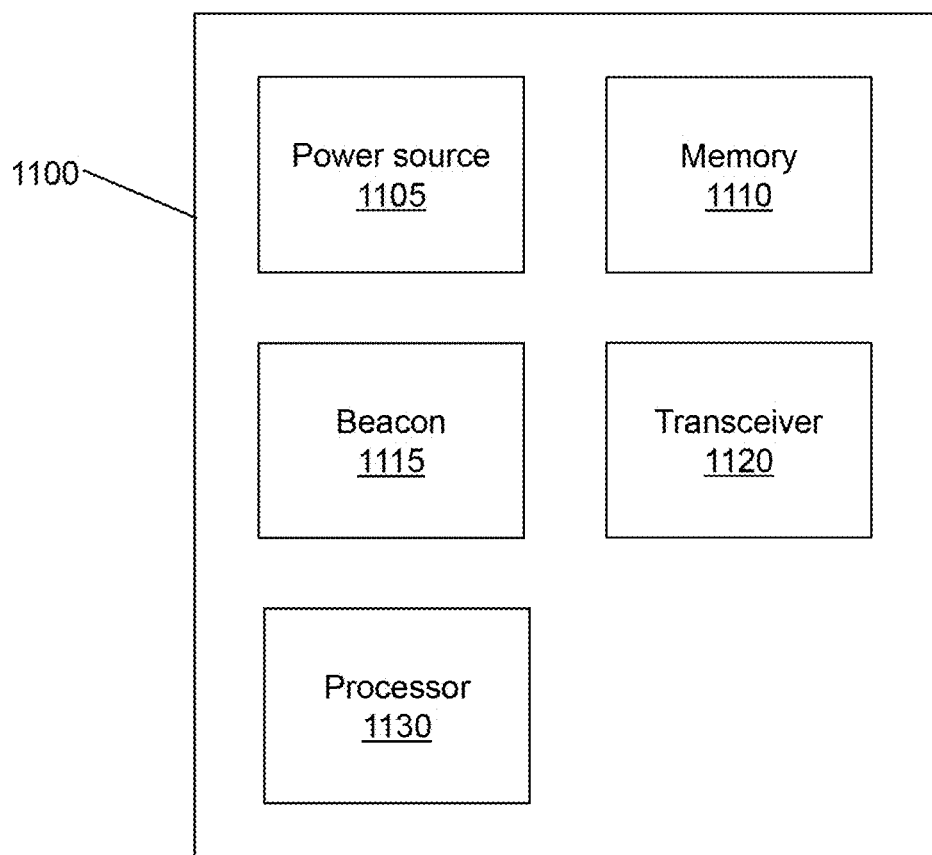 Power source
1105
Memory
1110
1100
Beacon
1115
Transceiver
1120
Processor
1130